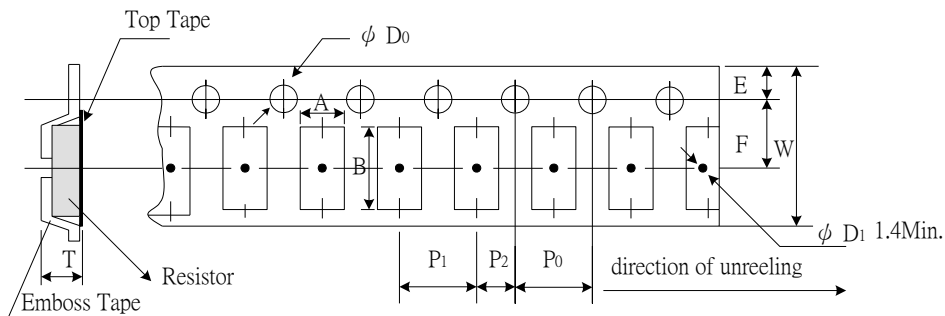 Top Tape
ψ D0
A
E
F
W
B
ψ D1 1.4Min.
T
P1
P2
P0
direction of unreeling
Resistor
Emboss Tape